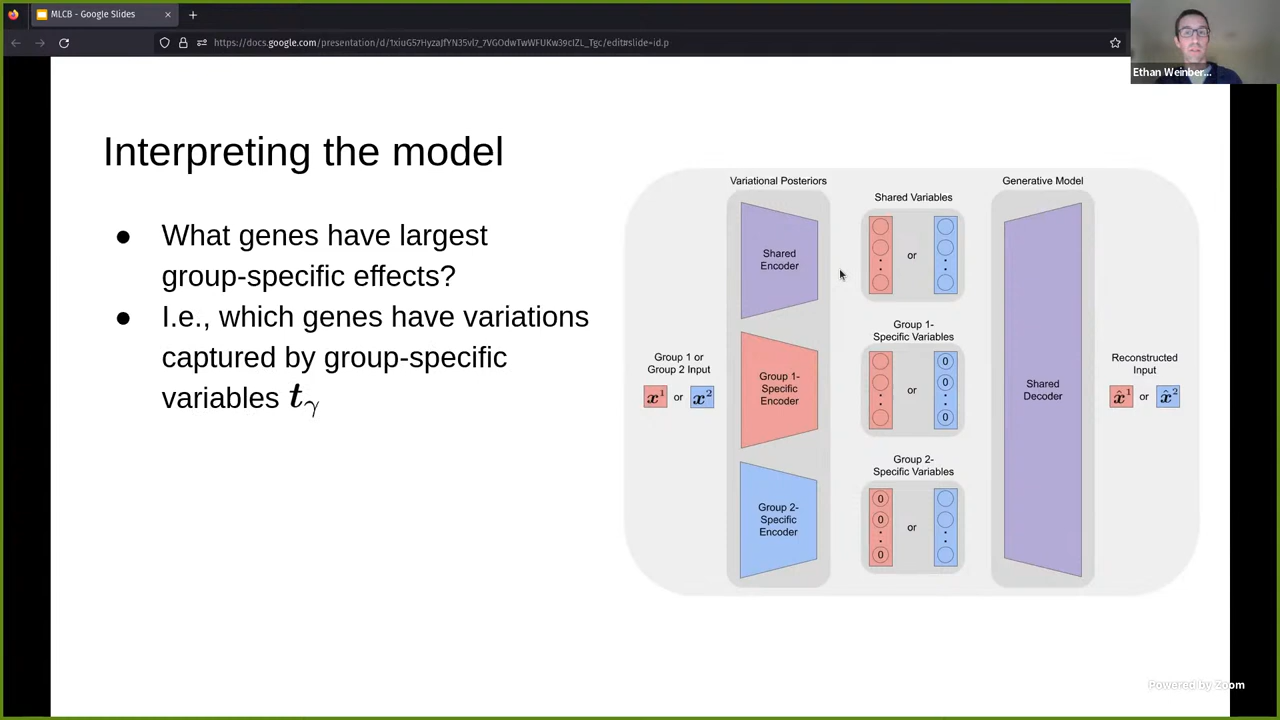 MLCB - Google Slides
https://docs.google.com/presentation/d/1xiuG57HyzaJfYN35vl7_7VGOdwTwWFUKw39cIZL_Tgc/edit#slide=id.p
Ethan Weinber...
Interpreting the model
● What genes have largest
group-specific effects?
● I.e., which genes have variations
captured by group-specific
variables t_γ
Variational Posteriors
Shared Variables
Generative Model
Shared
Encoder
or
Group 1-
Specific Variables
Group 1 or
Group 2 Input
x¹ or x²
Group 1-
Specific
Encoder
or
0
0
0
Shared
Decoder
Reconstructed
Input
x̂¹ or x̂²
Group 2-
Specific Variables
Group 2-
Specific
Encoder
0
0
0
or
Powered by Zoom